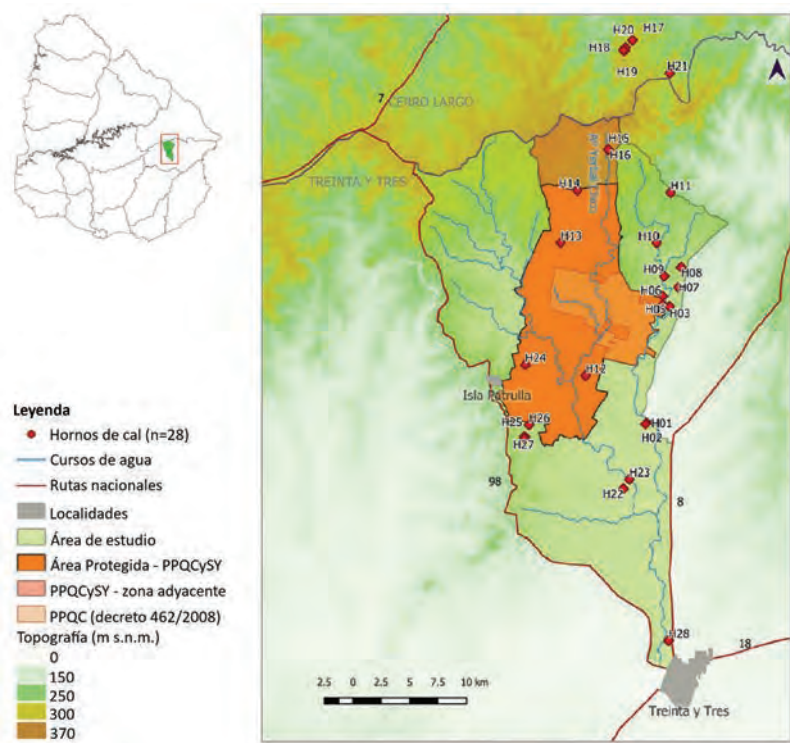 H20 H17
H18
H19
H21
7
CERRO LARGO
TREINTA Y TRES
H15
H16
H14
H11
H13
H10
H09
H08
H07
H06
H05
H03
H24
H12
Isla Patrulla
H25
H26
H27
H01
H02
98
H23
H22
8
H28
18
Treinta y Tres
2.5 0 2.5 5 7.5 10 km
Leyenda
Hornos de cal (n=28)
Cursos de agua
Rutas nacionales
Localidades
Área de estudio
Área Protegida - PPQCySY
PPQCySY - zona adyacente
PPQC (decreto 462/2008)
Topografía (m s.n.m.)
0
150
250
300
370